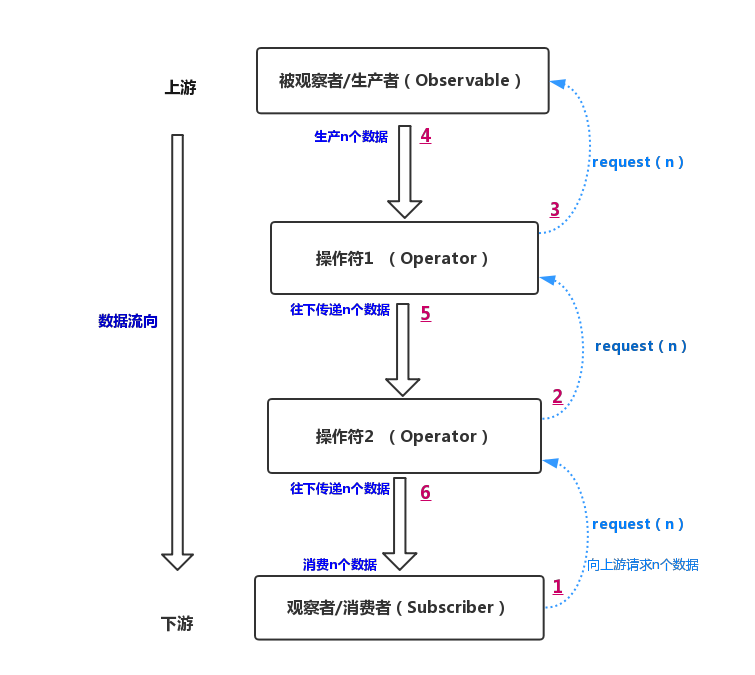 被观察者/生产者（Observable）
上游
生产n个数据
4
request（n）
3
操作符1 （Operator）
往下传递n个数据
5
数据流向
request（n）
2
操作符2 （Operator）
往下传递n个数据
6
request（n）
消费n个数据
向上游请求n个数据
1
观察者/消费者（Subscriber）
下游